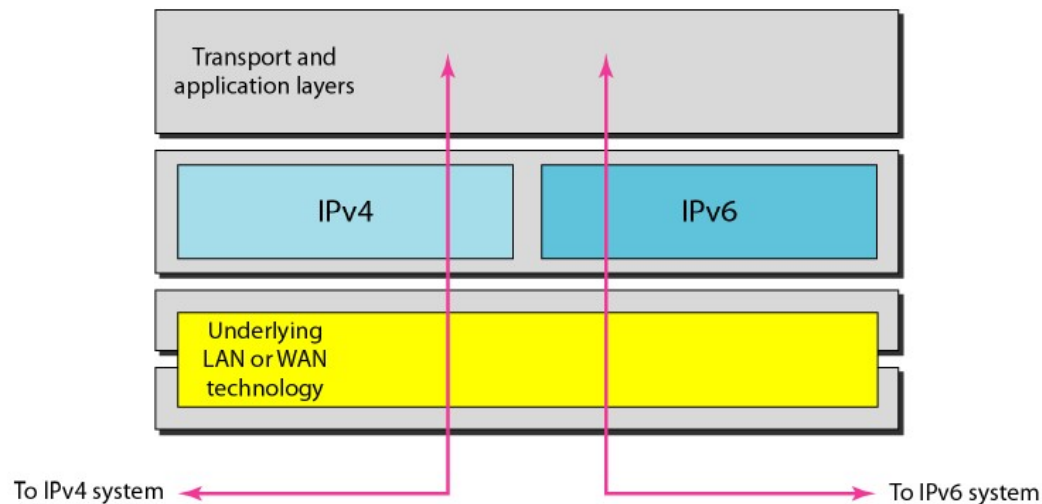 Transport and
application layers
IPv4
IPv6
Underlying
LAN or WAN
technology
To IPv4 system
To IPv6 system